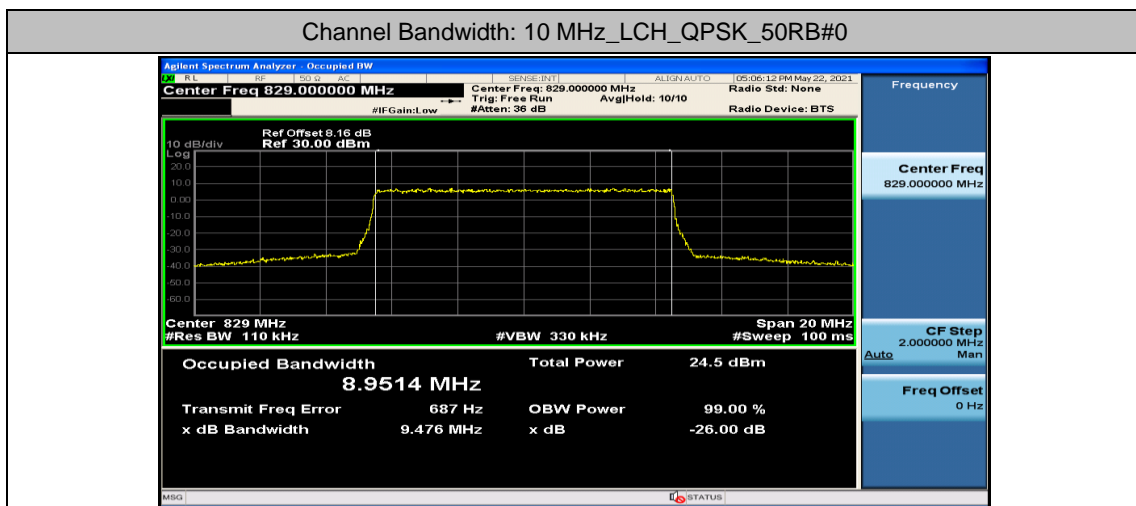 Channel Bandwidth: 10 MHz_LCH_QPSK_50RB#0
Agilent Spectrum Analyzer - Occupied BW
RL RF 50 Ω AC SENSE:INT ALIGN AUTO 05:06:12 PM May 22, 2021
Center Freq 829.000000 MHz
Center Freq: 829.000000 MHz
Radio Std: None
Trig: Free Run Avg|Hold: 10/10
#IFGain:Low #Atten: 36 dB Radio Device: BTS
Ref Offset 8.16 dB
10 dB/div Ref 30.00 dBm
Log
20.0
10.0
0.00
-10.0
-20.0
-30.0
-40.0
-50.0
-60.0
Center 829 MHz Span 20 MHz
#Res BW 110 kHz #VBW 330 kHz #Sweep 100 ms
Occupied Bandwidth Total Power 24.5 dBm
8.9514 MHz
Transmit Freq Error 687 Hz OBW Power 99.00 %
x dB Bandwidth 9.476 MHz x dB -26.00 dB
MSG STATUS
Frequency
Center Freq
829.000000 MHz
CF Step
2.000000 MHz
Auto Man
Freq Offset
0 Hz